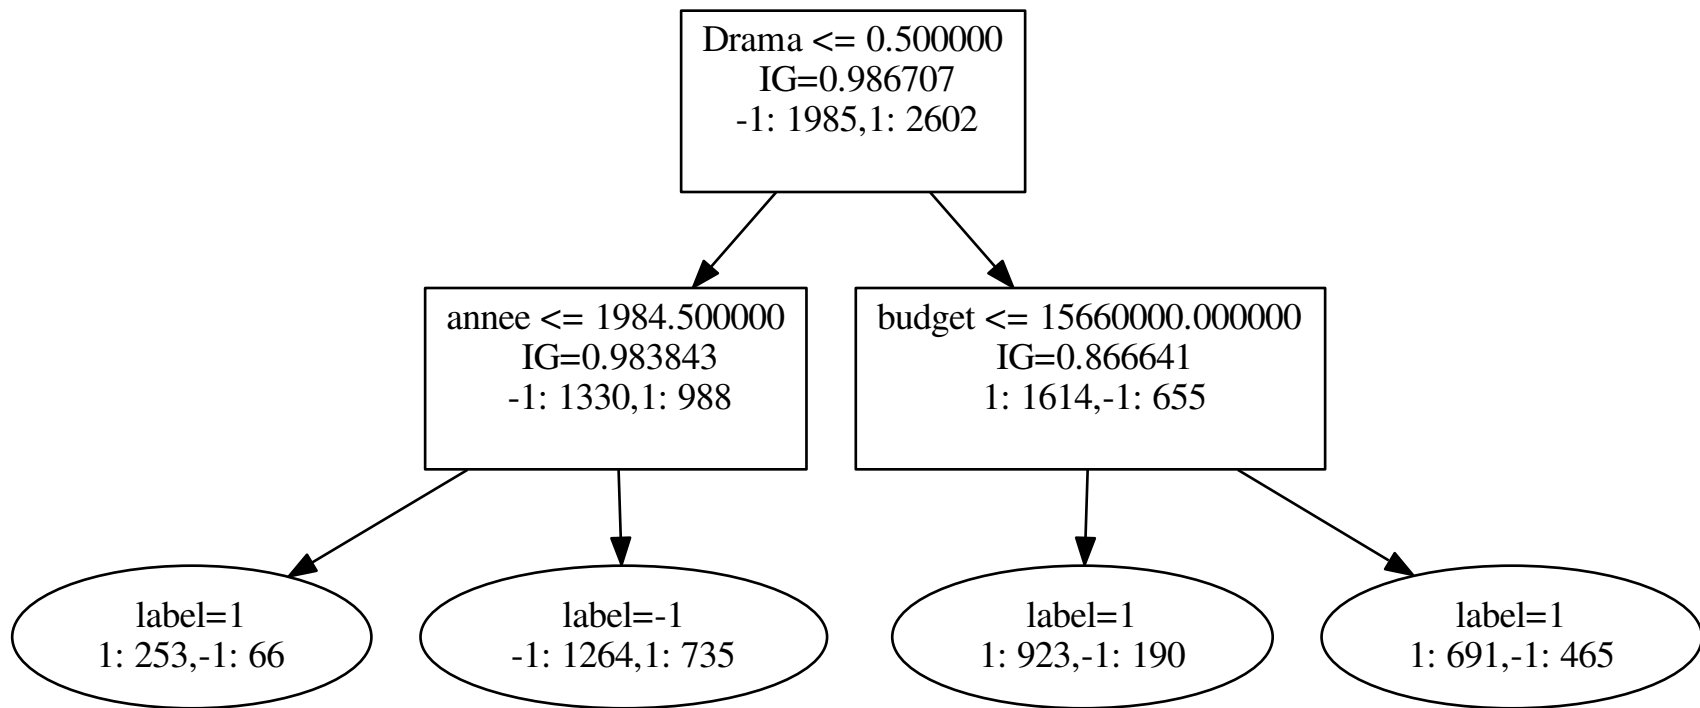 Drama <= 0.500000
IG=0.986707
-1: 1985,1: 2602
annee <= 1984.500000
IG=0.983843
-1: 1330,1: 988
budget <= 15660000.000000
IG=0.866641
1: 1614,-1: 655
label=1
1: 253,-1: 66
label=-1
-1: 1264,1: 735
label=1
1: 923,-1: 190
label=1
1: 691,-1: 465